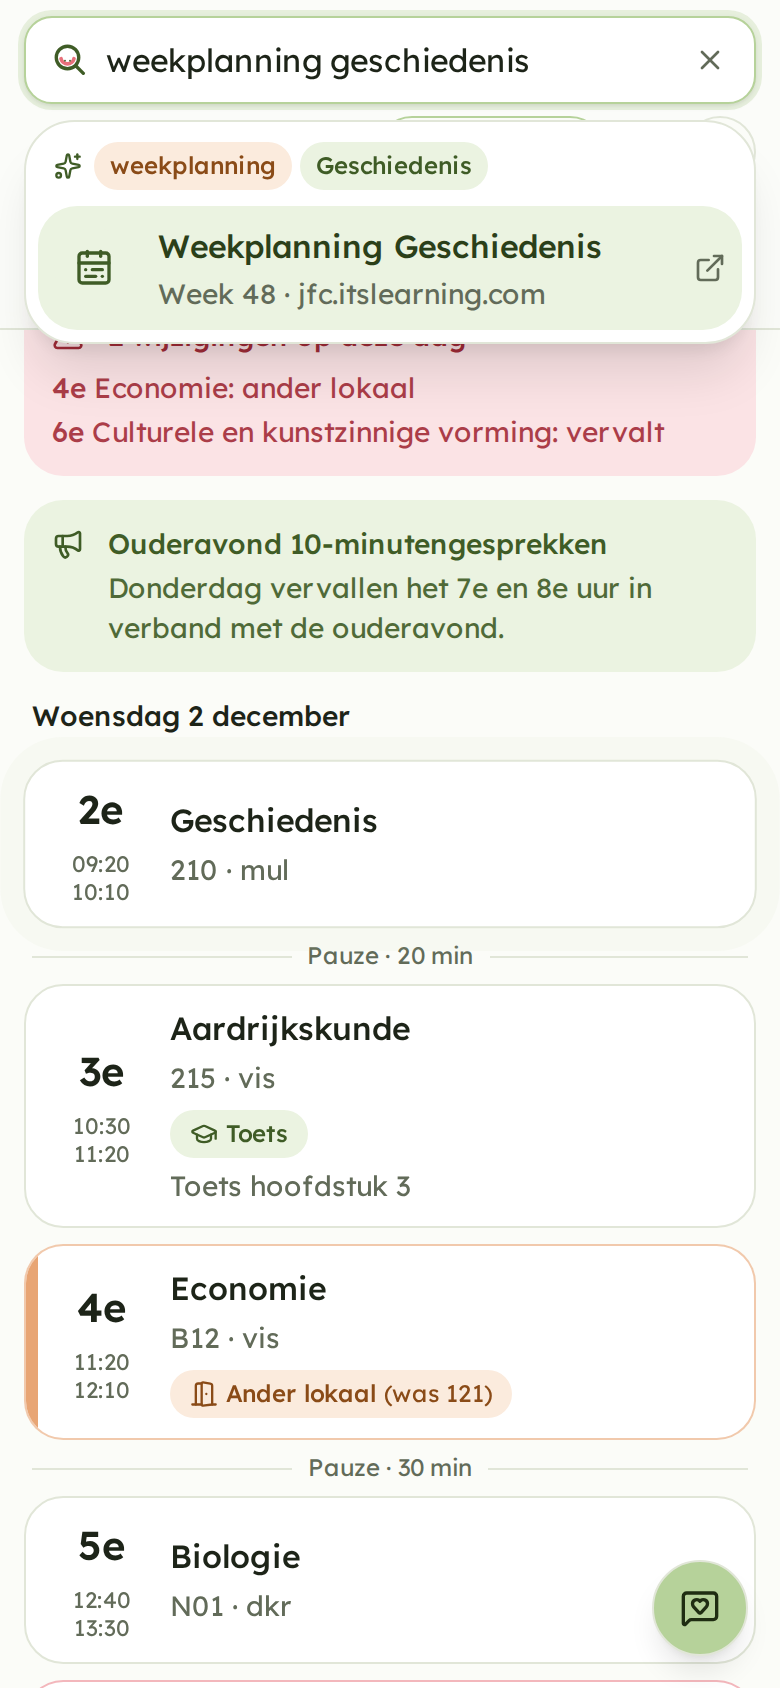 weekplanning geschiedenis
weekplanning Geschiedenis
Weekplanning Geschiedenis
Week 48 · jfc.itslearning.com
wijzigingen op deze dag
4e Economie: ander lokaal
6e Culturele en kunstzinnige vorming: vervalt
Ouderavond 10-minutengesprekken
Donderdag vervallen het 7e en 8e uur in
verband met de ouderavond.
Woensdag 2 december
2e
09:20
10:10
Geschiedenis
210 · mul
Pauze · 20 min
3e
10:30
11:20
Aardrijkskunde
215 · vis
Toets
Toets hoofdstuk 3
4e
11:20
12:10
Economie
B12 · vis
Ander lokaal (was 121)
Pauze · 30 min
5e
12:40
13:30
Biologie
N01 · dkr